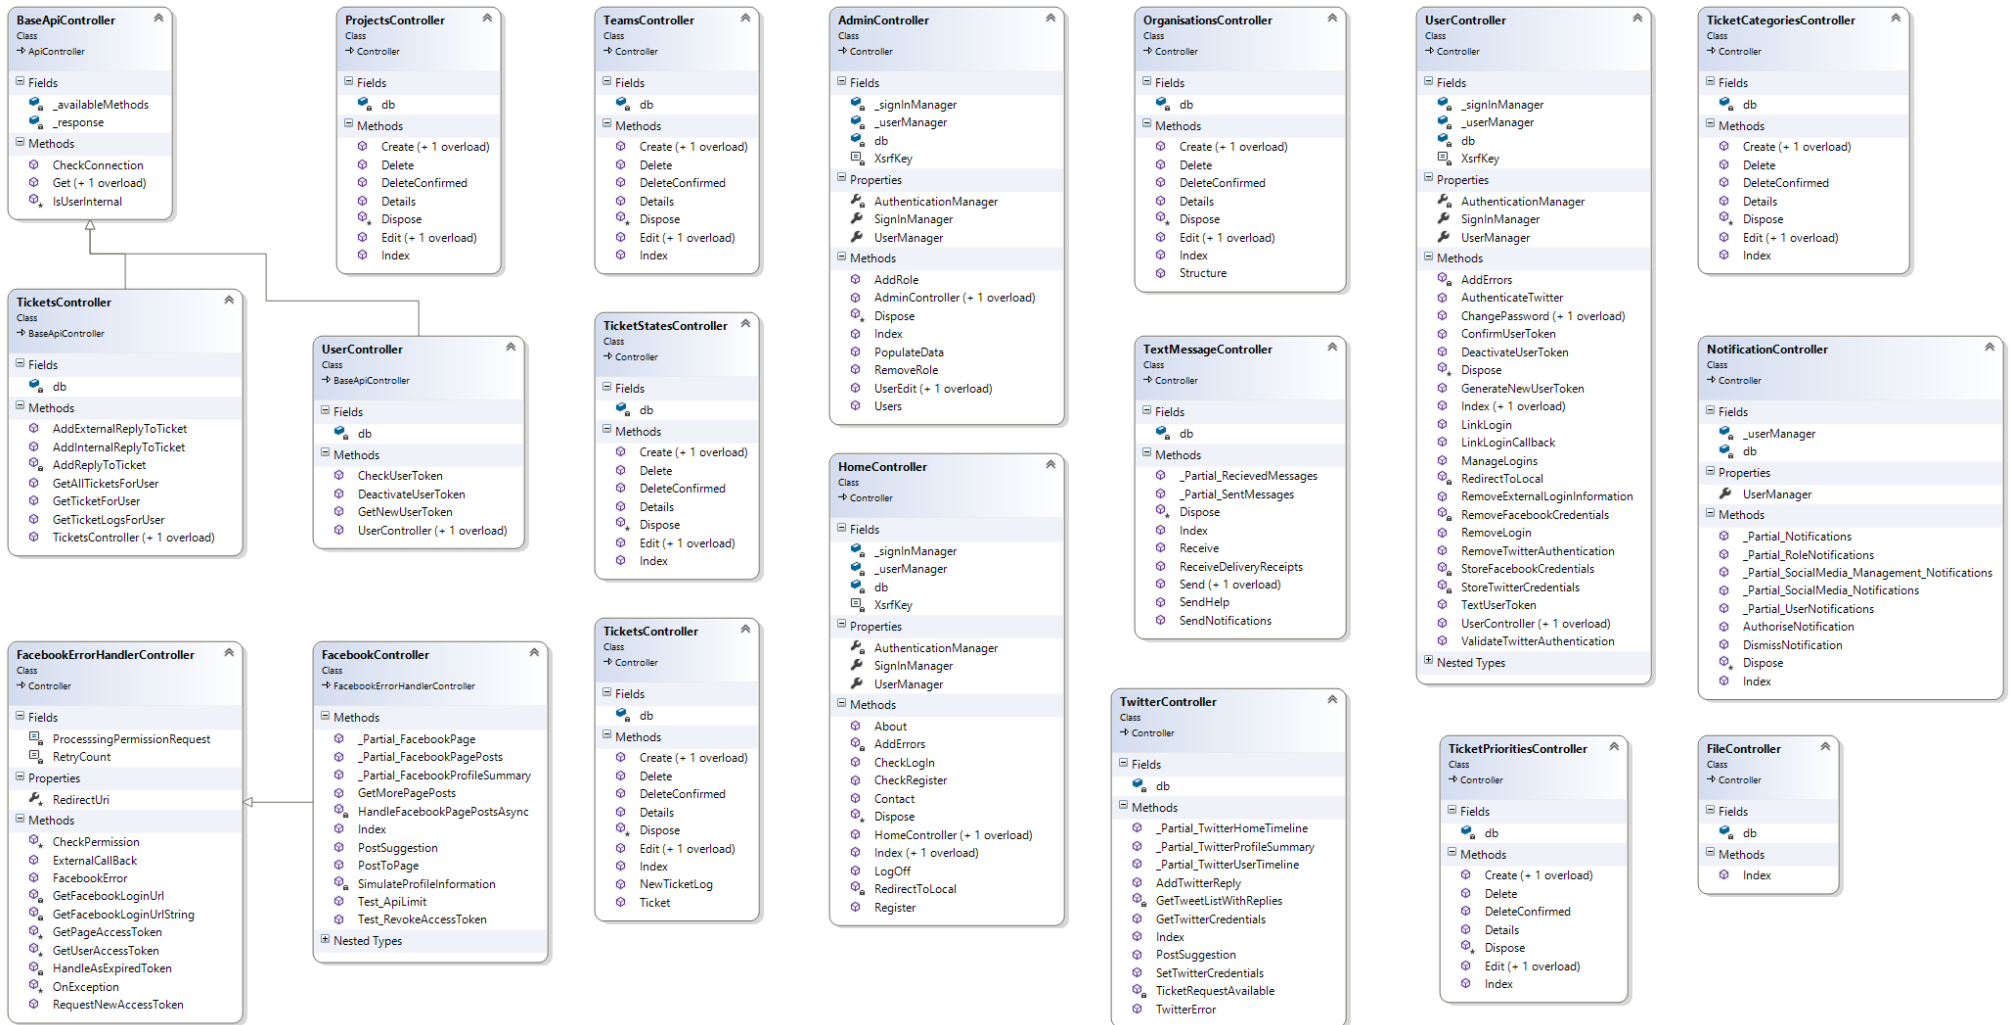 BaseApiController
Class
ApiController
Fields
_availableMethods
_response
Methods
CheckConnection
Get (+ 1 overload)
IsUserInternal
TicketsController
Class
BaseApiController
Fields
db
Methods
AddExternalReplyToTicket
AddInternalReplyToTicket
AddReplyToTicket
GetAllTicketsForUser
GetTicketForUser
GetTicketLogsForUser
TicketsController (+ 1 overload)
UserController
Class
BaseApiController
Fields
db
Methods
CheckUserToken
DeactivateUserToken
GetNewUserToken
UserController (+ 1 overload)
FacebookErrorHandlerController
Class
Controller
Fields
ProcesssingPermissionRequest
RetryCount
Properties
RedirectUri
Methods
CheckPermission
ExternalCallBack
FacebookError
GetFacebookLoginUrl
GetFacebookLoginUrlString
GetPageAccessToken
GetUserAccessToken
HandleAsExpiredToken
OnException
RequestNewAccessToken
FacebookController
Class
FacebookErrorHandlerController
Methods
_Partial_FacebookPage
_Partial_FacebookPagePosts
_Partial_FacebookProfileSummary
GetMorePagePosts
HandleFacebookPagePostsAsync
Index
PostSuggestion
PostToPage
SimulateProfileInformation
Test_ApiLimit
Test_RevokeAccessToken
Nested Types
ProjectsController
Class
Controller
Fields
db
Methods
Create (+ 1 overload)
Delete
DeleteConfirmed
Details
Dispose
Edit (+ 1 overload)
Index
TeamsController
Class
Controller
Fields
db
Methods
Create (+ 1 overload)
Delete
DeleteConfirmed
Details
Dispose
Edit (+ 1 overload)
Index
TicketStatesController
Class
Controller
Fields
db
Methods
Create (+ 1 overload)
Delete
DeleteConfirmed
Details
Dispose
Edit (+ 1 overload)
Index
TicketsController
Class
Controller
Fields
db
Methods
Create (+ 1 overload)
Delete
DeleteConfirmed
Details
Dispose
Edit (+ 1 overload)
Index
NewTicketLog
Ticket
AdminController
Class
Controller
Fields
_signInManager
_userManager
db
XsrfKey
Properties
AuthenticationManager
SignInManager
UserManager
Methods
AddRole
AdminController (+ 1 overload)
Dispose
Index
PopulateData
RemoveRole
UserEdit (+ 1 overload)
Users
HomeController
Class
Controller
Fields
_signInManager
_userManager
db
XsrfKey
Properties
AuthenticationManager
SignInManager
UserManager
Methods
About
AddErrors
CheckLogIn
CheckRegister
Contact
Dispose
HomeController (+ 1 overload)
Index (+ 1 overload)
LogOff
RedirectToLocal
Register
OrganisationsController
Class
Controller
Fields
db
Methods
Create (+ 1 overload)
Delete
DeleteConfirmed
Details
Dispose
Edit (+ 1 overload)
Index
Structure
TextMessageController
Class
Controller
Fields
db
Methods
_Partial_RecievedMessages
_Partial_SentMessages
Dispose
Index
Receive
ReceiveDeliveryReceipts
Send (+ 1 overload)
SendHelp
SendNotifications
TwitterController
Class
Controller
Fields
db
Methods
_Partial_TwitterHomeTimeline
_Partial_TwitterProfileSummary
_Partial_TwitterUserTimeline
AddTwitterReply
GetTweetListWithReplies
GetTwitterCredentials
Index
PostSuggestion
SetTwitterCredentials
TicketRequestAvailable
TwitterError
UserController
Class
Controller
Fields
_signInManager
_userManager
db
XsrfKey
Properties
AuthenticationManager
SignInManager
UserManager
Methods
AddErrors
AuthenticateTwitter
ChangePassword (+ 1 overload)
ConfirmUserToken
DeactivateUserToken
Dispose
GenerateNewUserToken
Index (+ 1 overload)
LinkLogin
LinkLoginCallback
ManageLogins
RedirectToLocal
RemoveExternalLoginInformation
RemoveFacebookCredentials
RemoveLogin
RemoveTwitterAuthentication
StoreFacebookCredentials
StoreTwitterCredentials
TextUserToken
UserController (+ 1 overload)
ValidateTwitterAuthentication
Nested Types
TicketPrioritiesController
Class
Controller
Fields
db
Methods
Create (+ 1 overload)
Delete
DeleteConfirmed
Details
Dispose
Edit (+ 1 overload)
Index
TicketCategoriesController
Class
Controller
Fields
db
Methods
Create (+ 1 overload)
Delete
DeleteConfirmed
Details
Dispose
Edit (+ 1 overload)
Index
NotificationController
Class
Controller
Fields
_userManager
db
Properties
UserManager
Methods
_Partial_Notifications
_Partial_RoleNotifications
_Partial_SocialMedia_Management_Notifications
_Partial_SocialMedia_Notifications
_Partial_UserNotifications
AuthoriseNotification
DismissNotification
Dispose
Index
FileController
Class
Controller
Fields
db
Methods
Index